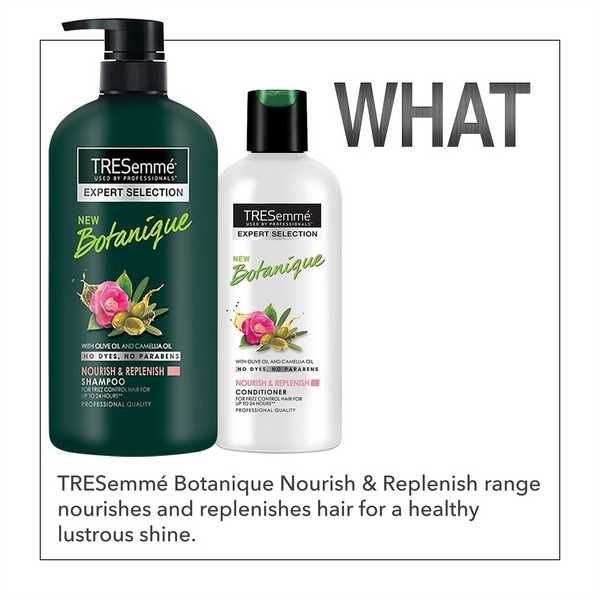 WHAT
TRESemmé
USED BY PROFESSIONALS
EXPERT SELECTION
NEW
Botanique
WITH OLIVE OIL AND CAMELLIA OIL
NO DYES, NO PARABENS
NOURISH & REPLENISH
SHAMPOO
FOR FRIZZ CONTROL HAIR FOR
UP TO 24 HOURS**
PROFESSIONAL QUALITY
TRESemmé
USED BY PROFESSIONALS
EXPERT SELECTION
NEW
Botanique
WITH OLIVE OIL AND CAMELLIA OIL
NO DYES, NO PARABENS
NOURISH & REPLENISH
CONDITIONER
FOR FRIZZ CONTROL HAIR FOR
UP TO 24 HOURS**
PROFESSIONAL QUALITY
TRESemmé Botanique Nourish & Replenish range
nourishes and replenishes hair for a healthy
lustrous shine.